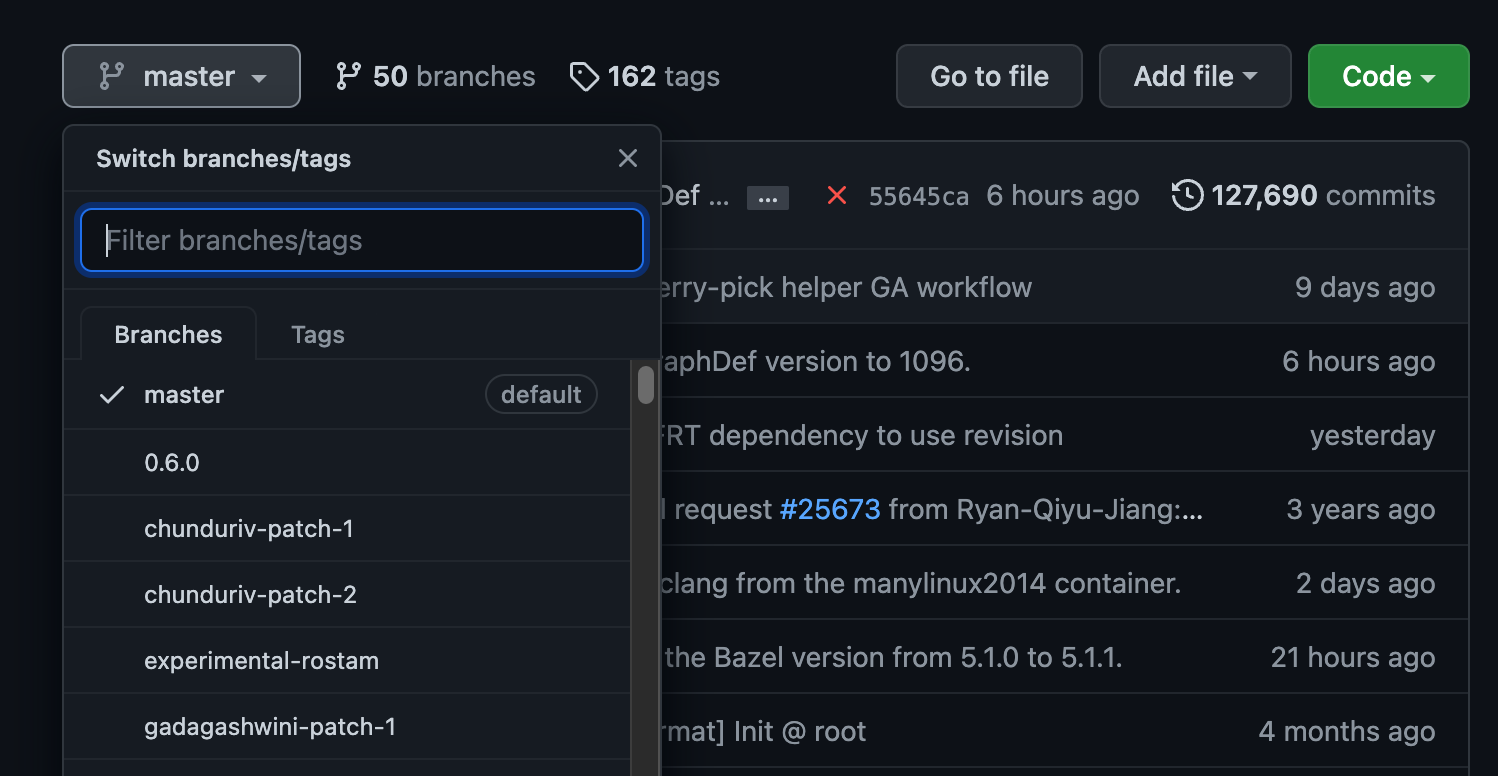 master 50 branches 162 tags Go to file Add file Code
Switch branches/tags
Filter branches/tags
Branches Tags
master default
0.6.0
chunduriv-patch-1
chunduriv-patch-2
experimental-rostam
gadagashwini-patch-1
Def ... ... 55645ca 6 hours ago 127,690 commits
erry-pick helper GA workflow 9 days ago
raphDef version to 1096. 6 hours ago
FRT dependency to use revision yesterday
l request #25673 from Ryan-Qiyu-Jiang:... 3 years ago
clang from the manylinux2014 container. 2 days ago
the Bazel version from 5.1.0 to 5.1.1. 21 hours ago
rmat] Init @ root 4 months ago